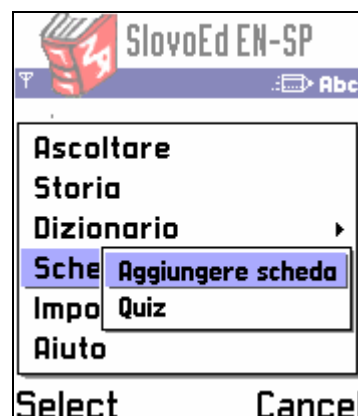 SlovoEd EN-SP
Abc
Ascoltare
Storia
Dizionario
Sche
Aggiungere scheda
Impo
Quiz
Aiuto
Select Cancel